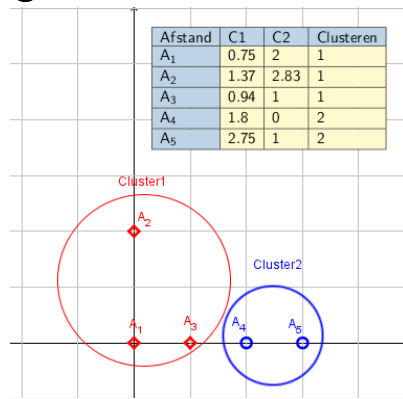 Afstand C1 C2 Clusteren
A1 0.75 2 1
A2 1.37 2.83 1
A3 0.94 1 1
A4 1.8 0 2
A5 2.75 1 2
Cluster1
A2
Cluster2
A1 A3 A4 A5